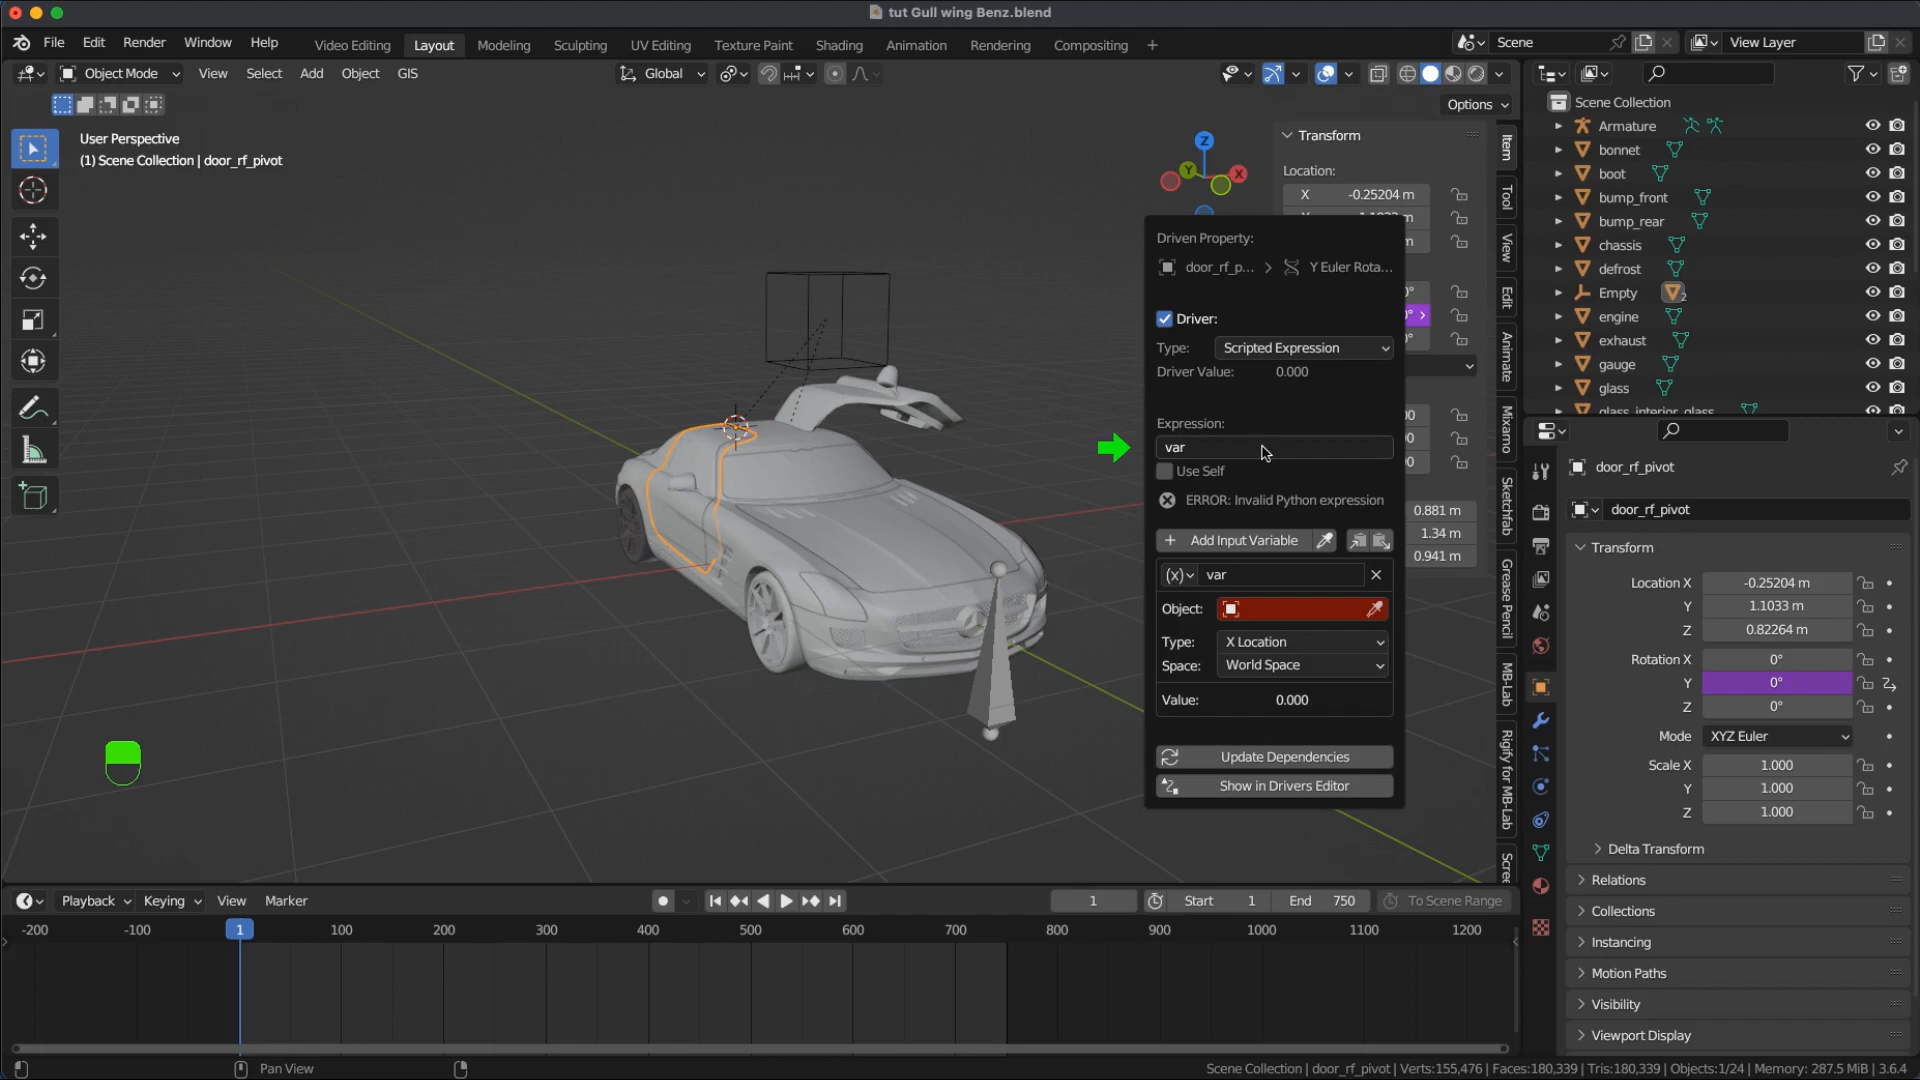 tut Gull wing Benz.blend
File Edit Render Window Help
Video Editing Layout Modeling Sculpting UV Editing Texture Paint Shading Animation Rendering Compositing +
Scene
View Layer
Object Mode View Select Add Object GIS
Global
Options
User Perspective
(1) Scene Collection | door_rf_pivot
Z
Y
X
Transform
Location:
X -0.25204 m
Item
Tool
View
Edit
Animate
Mixamo
Sketchfab
Grease Pencil
MB-Lab
Rigify for MB-Lab
Scree
Driven Property:
door_rf_p... > Y Euler Rota...
Driver:
Type: Scripted Expression
Driver Value: 0.000
Expression:
var
Use Self
ERROR: Invalid Python expression
+ Add Input Variable
(x) var
Object:
Type: X Location
Space: World Space
Value: 0.000
Update Dependencies
Show in Drivers Editor
0.881 m
1.34 m
0.941 m
Scene Collection
Armature
bonnet
boot
bump_front
bump_rear
chassis
defrost
Empty 2
engine
exhaust
gauge
glass
glass_interior_glass
door_rf_pivot
door_rf_pivot
Transform
Location X -0.25204 m
Y 1.1033 m
Z 0.82264 m
Rotation X 0°
Y 0°
Z 0°
Mode XYZ Euler
Scale X 1.000
Y 1.000
Z 1.000
Delta Transform
Relations
Collections
Instancing
Motion Paths
Visibility
Viewport Display
Playback Keying View Marker
1
Start 1
End 750
To Scene Range
-200 -100 1 100 200 300 400 500 600 700 800 900 1000 1100 1200
Pan View
Scene Collection | door_rf_pivot | Verts:155,476 | Faces:180,339 | Tris:180,339 | Objects:1/24 | Memory: 287.5 MiB | 3.6.4